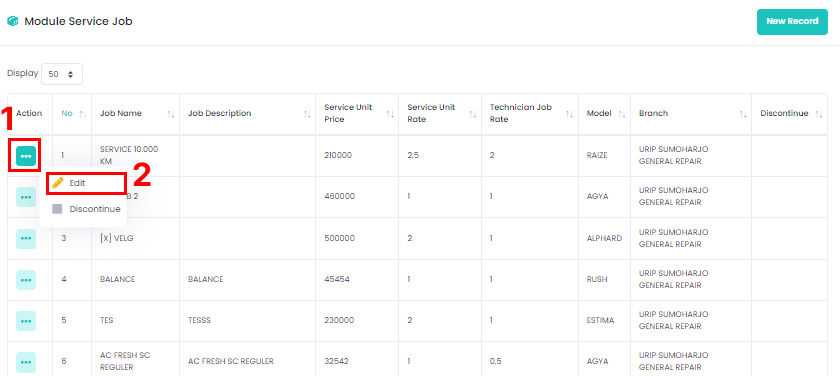 Module Service Job
New Record
Display 50
1
Action No Job Name Job Description Service Unit Price Service Unit Rate Technician Job Rate Model Branch Discontinue
••• 1 SERVICE 10.000 KM 210000 2.5 2 RAIZE URIP SUMOHARJO GENERAL REPAIR
2
Edit
Discontinue
••• 2 460000 1 1 AGYA URIP SUMOHARJO GENERAL REPAIR
3 [X] VELG 500000 2 1 ALPHARD URIP SUMOHARJO GENERAL REPAIR
4 BALANCE BALANCE 45454 1 1 RUSH URIP SUMOHARJO GENERAL REPAIR
5 TES TESSS 230000 2 1 ESTIMA URIP SUMOHARJO GENERAL REPAIR
6 AC FRESH SC REGULER AC FRESH SC REGULER 32542 1 0.5 AGYA URIP SUMOHARJO GENERAL REPAIR